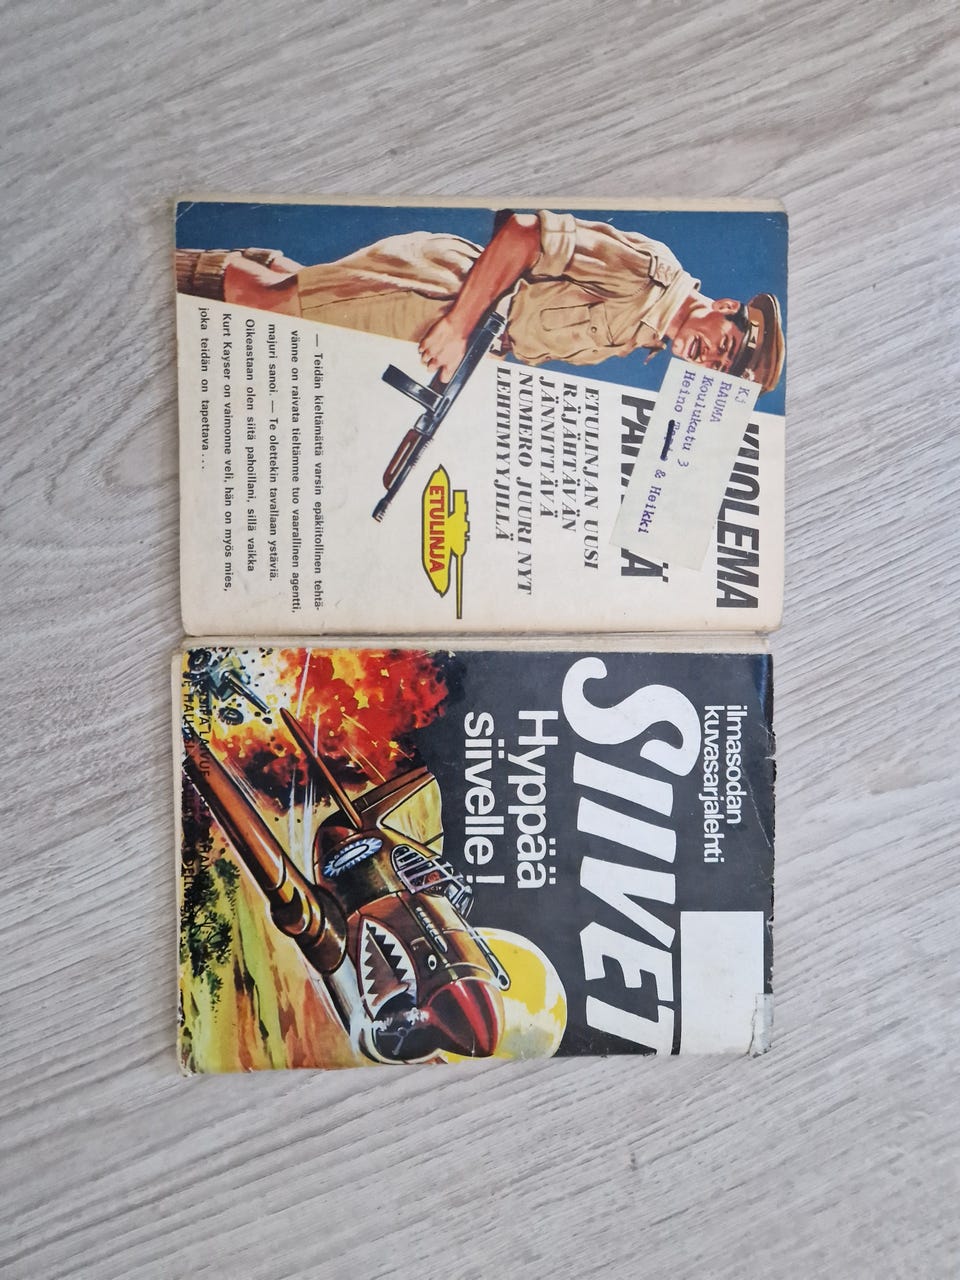 KUOLEMA
Kj
RAUMA
Koulukatu 3
Heino & Heikki
ETULINJAN UUSI
RÄJÄHTÄVÄN
JÄNNITTÄVÄ
NUMERO JUURI NYT
LEHTIMYYJILLÄ
ETULINJA
— Teidän kieltämättä varsin epäkiitollinen tehtä-
vänne on raivata tieltämme tuo vaarallinen agentti,
majuri sanoi. — Te olettekin tavallaan ystäviä.
Oikeastaan olen siitä pahoillani, sillä vaikka
Kurt Kayser on vaimonne veli, hän on myös mies,
joka teidän on tapettava . . .
ilmasodan
kuvasarjalehti
SIIVET
Hyppää
siivelle !